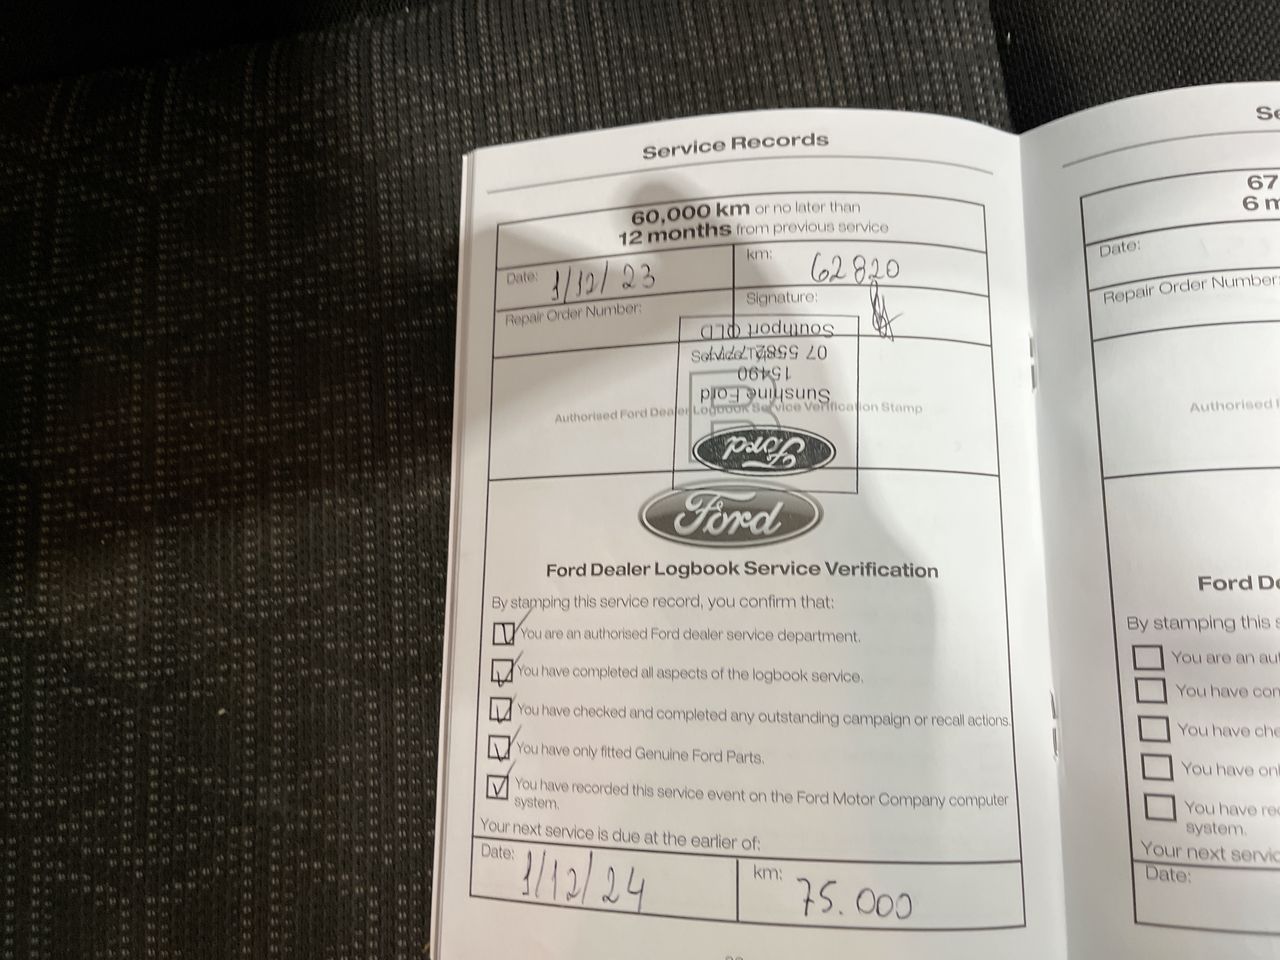 Service Records
60,000 km or no later than
12 months from previous service
Date: 1/12/23
km: 62820
Repair Order Number:
Signature:
Southport QLD
07 5582
15490
Sunshine Ford
Authorised Ford Dealer Logbook Service Verification Stamp
Ford
Ford
Ford Dealer Logbook Service Verification
By stamping this service record, you confirm that:
You are an authorised Ford dealer service department.
You have completed all aspects of the logbook service.
You have checked and completed any outstanding campaign or recall actions.
You have only fitted Genuine Ford Parts.
You have recorded this service event on the Ford Motor Company computer
system.
Your next service is due at the earlier of:
Date: 1/12/24
km: 75.000
67
6 m
Date:
Repair Order Number:
Authorised
Ford De
By stamping this s
You are an aut
You have con
You have che
You have onl
You have re
system.
Your next servic
Date: